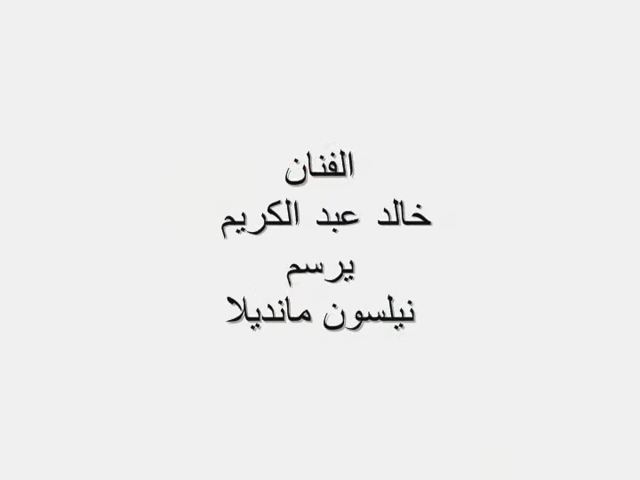 الفنان
خالد عبد الكريم
يرسم
نيلسون مانديلا